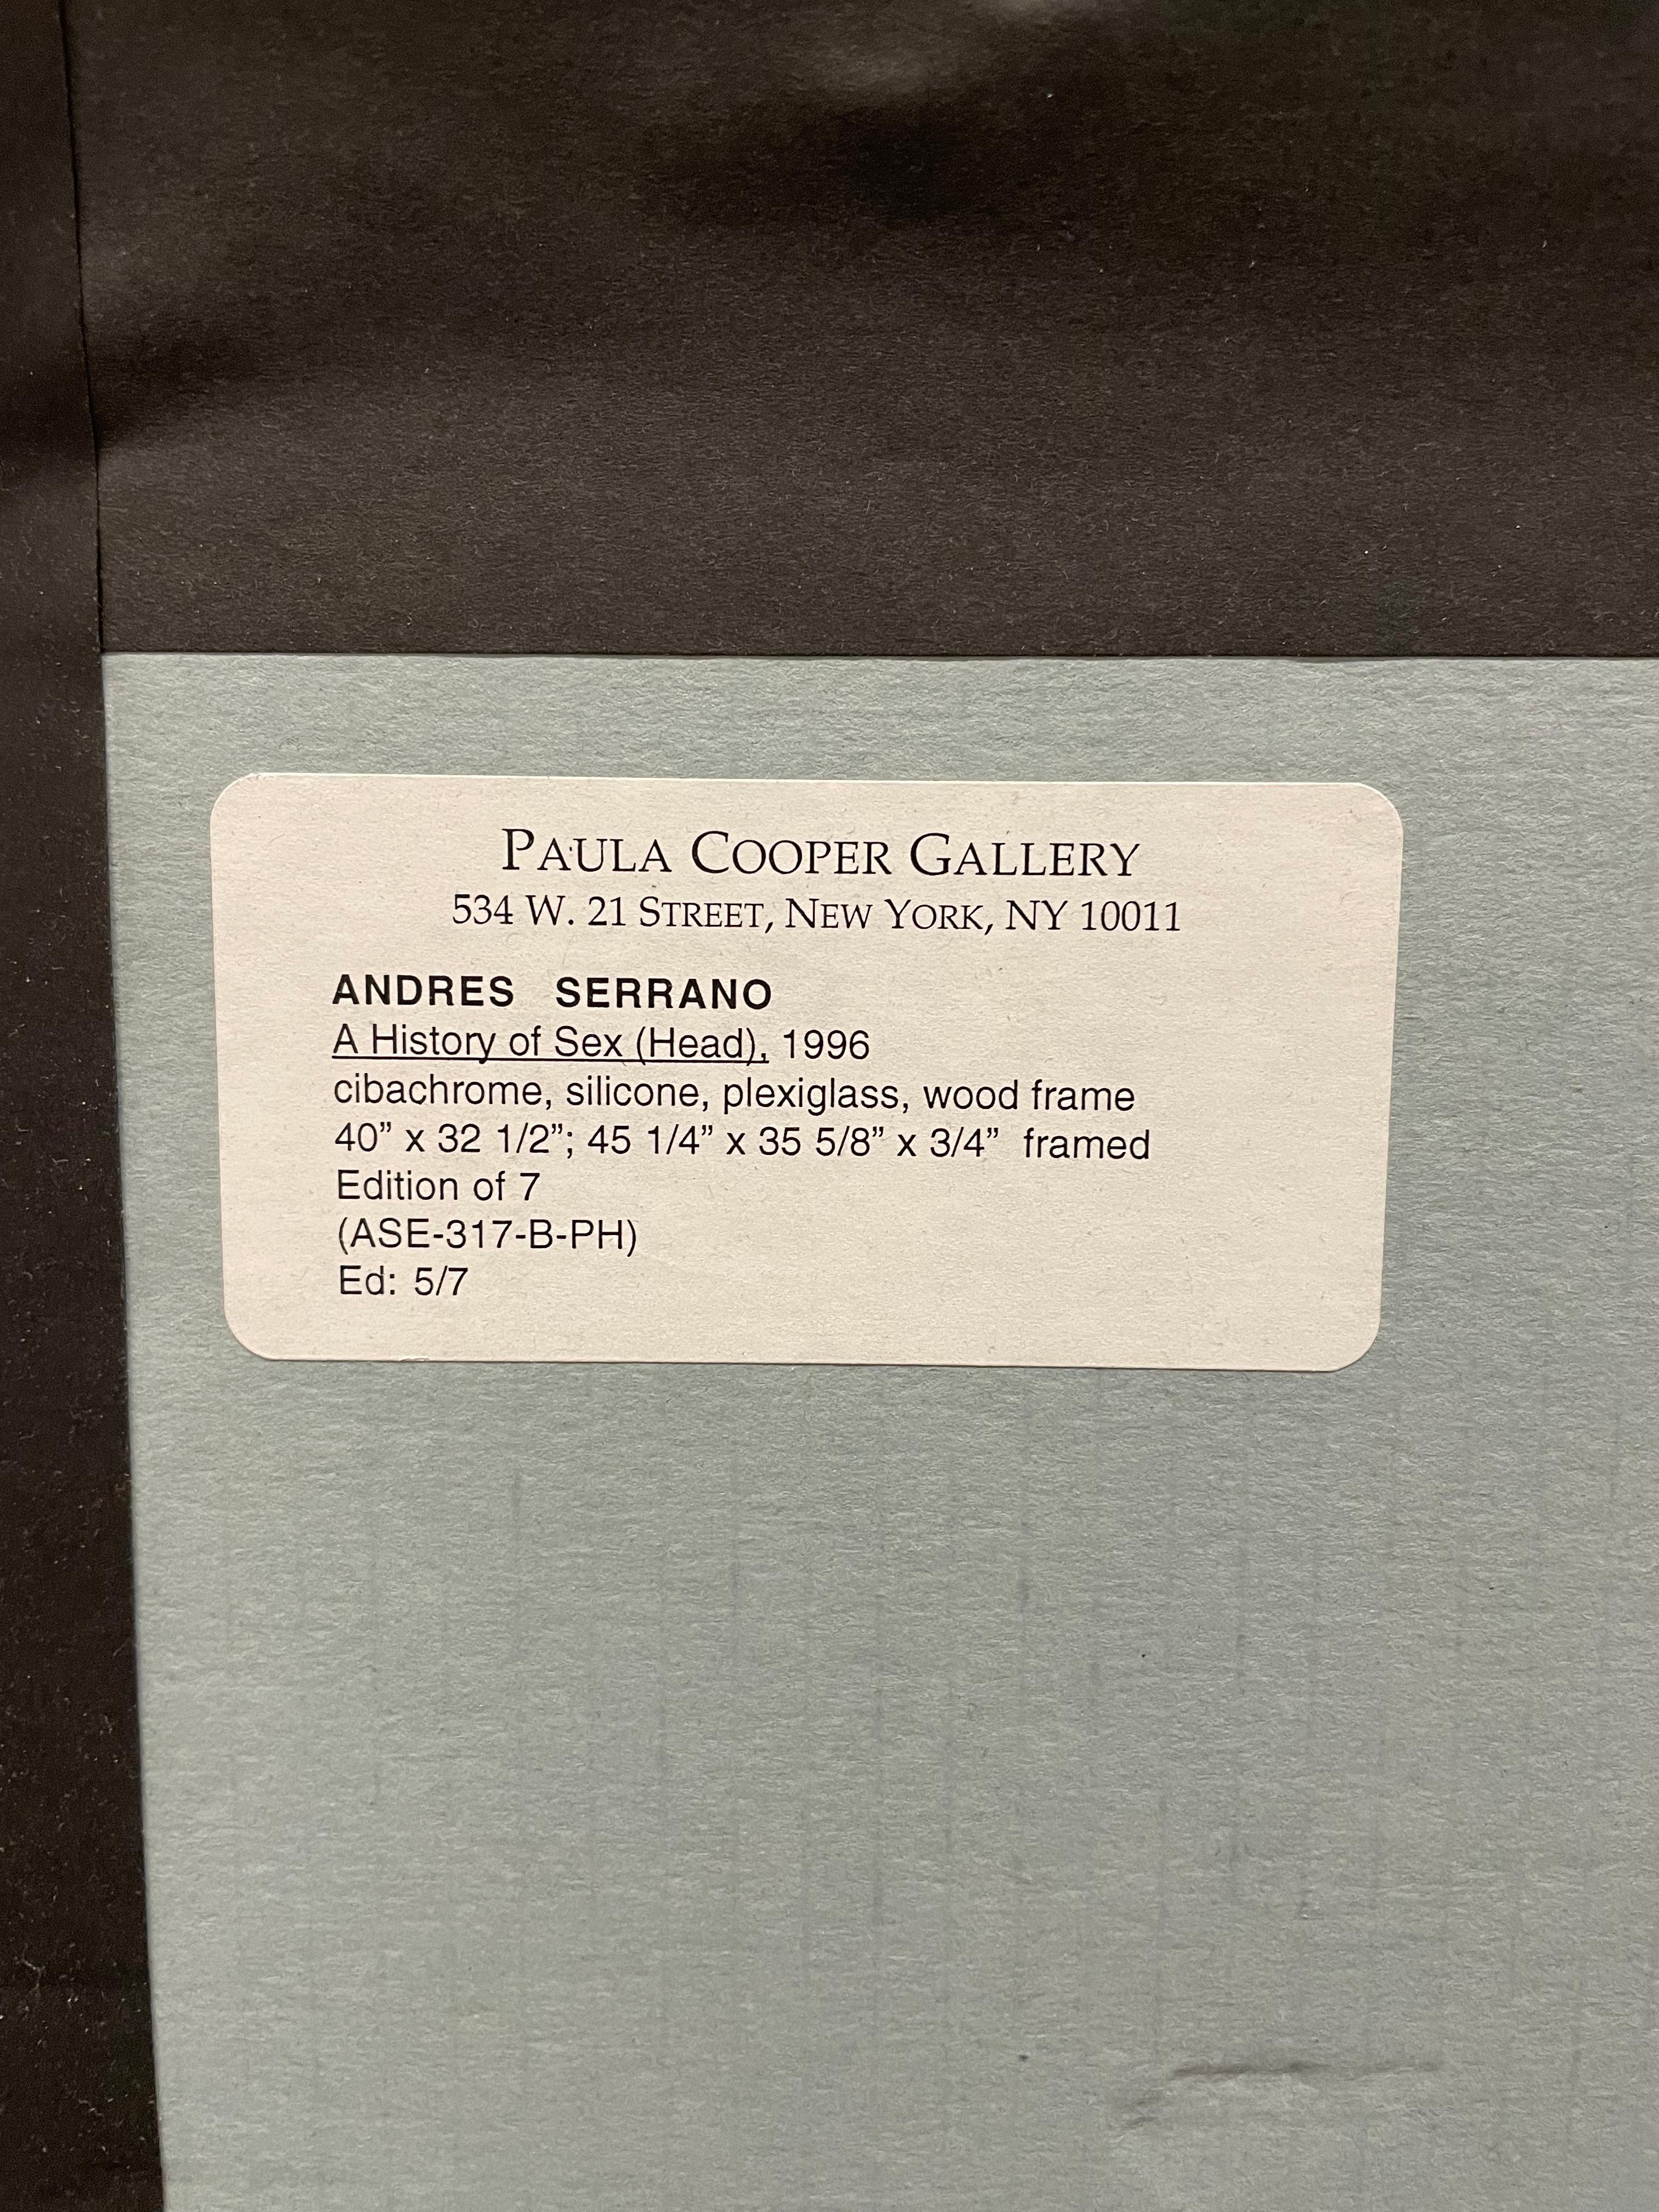 PAULA COOPER GALLERY
534 W. 21 STREET, NEW YORK, NY 10011
ANDRES SERRANO
A History of Sex (Head), 1996
cibachrome, silicone, plexiglass, wood frame
40” x 32 1/2”; 45 1/4” x 35 5/8” x 3/4” framed
Edition of 7
(ASE-317-B-PH)
Ed: 5/7